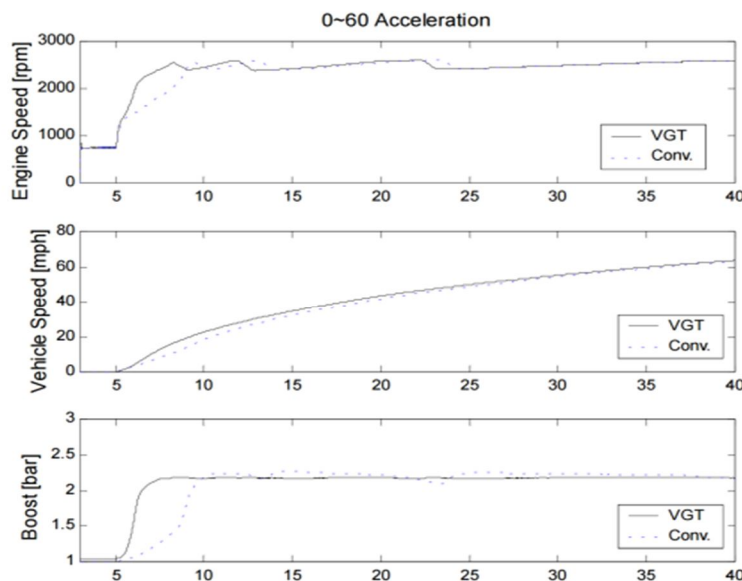 0~60 Acceleration
Engine Speed [rpm]
3000
2000
1000
0
VGT
Conv.
5 10 15 20 25 30 35 40
Vehicle Speed [mph]
80
60
40
20
0
VGT
Conv.
5 10 15 20 25 30 35 40
Boost [bar]
3
2.5
2
1.5
1
VGT
Conv.
5 10 15 20 25 30 35 40